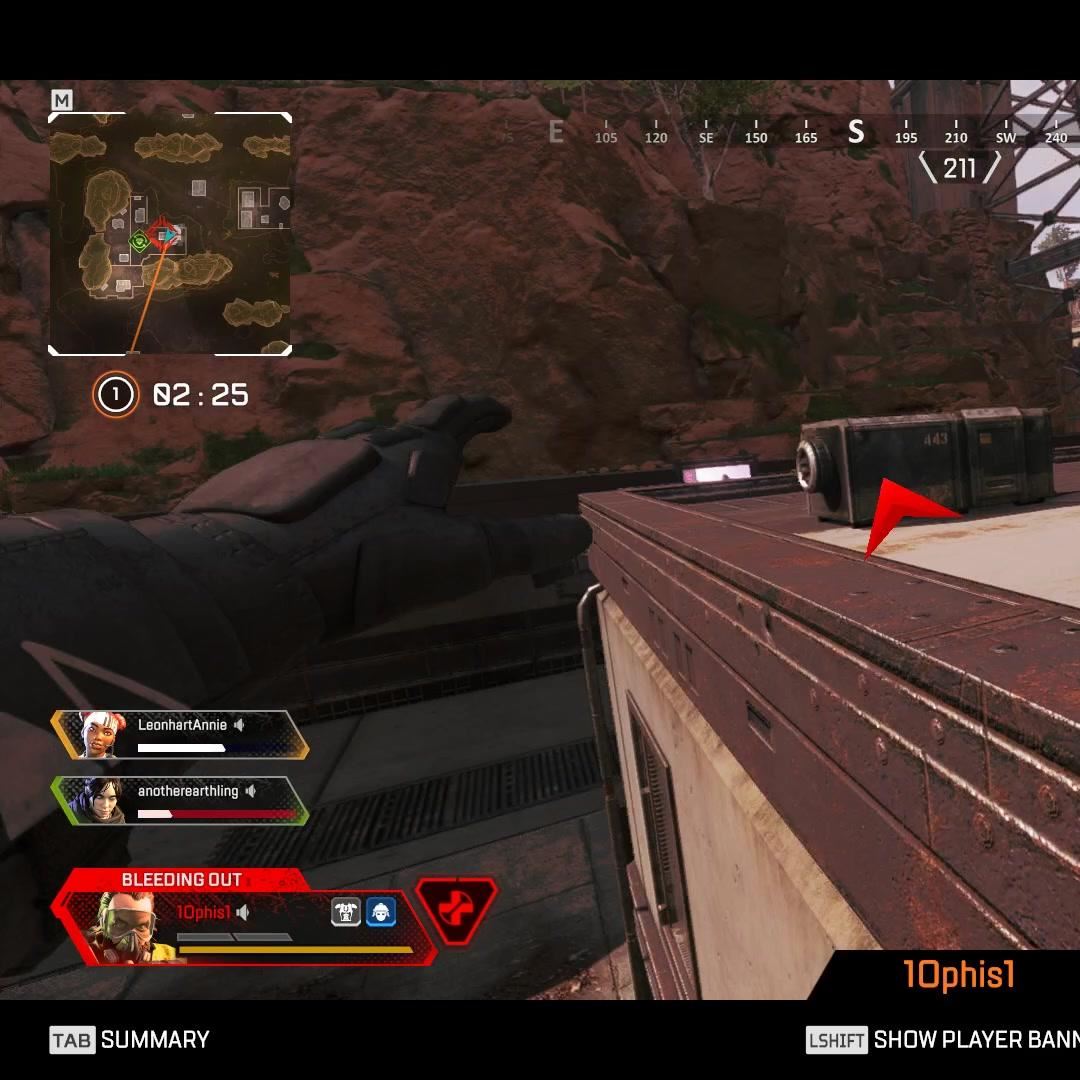 M
E 105 120 SE 150 165 S 195 210 SW 240
211
1 02:25
443
LeonhartAnnie
anotherearthling
BLEEDING OUT
1Ophis1
1Ophis1
TAB SUMMARY
LSHIFT SHOW PLAYER BANN